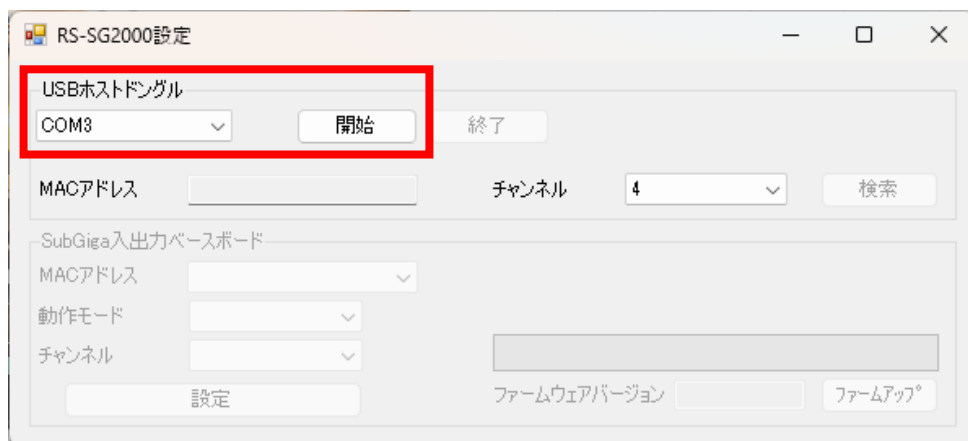 RS-SG2000設定
USBホストドングル
COM3 開始 終了
MACアドレス チャンネル 4 検索
SubGiga入出力ベースボード
MACアドレス
動作モード
チャンネル
設定 ファームウェアバージョン ファームアップ